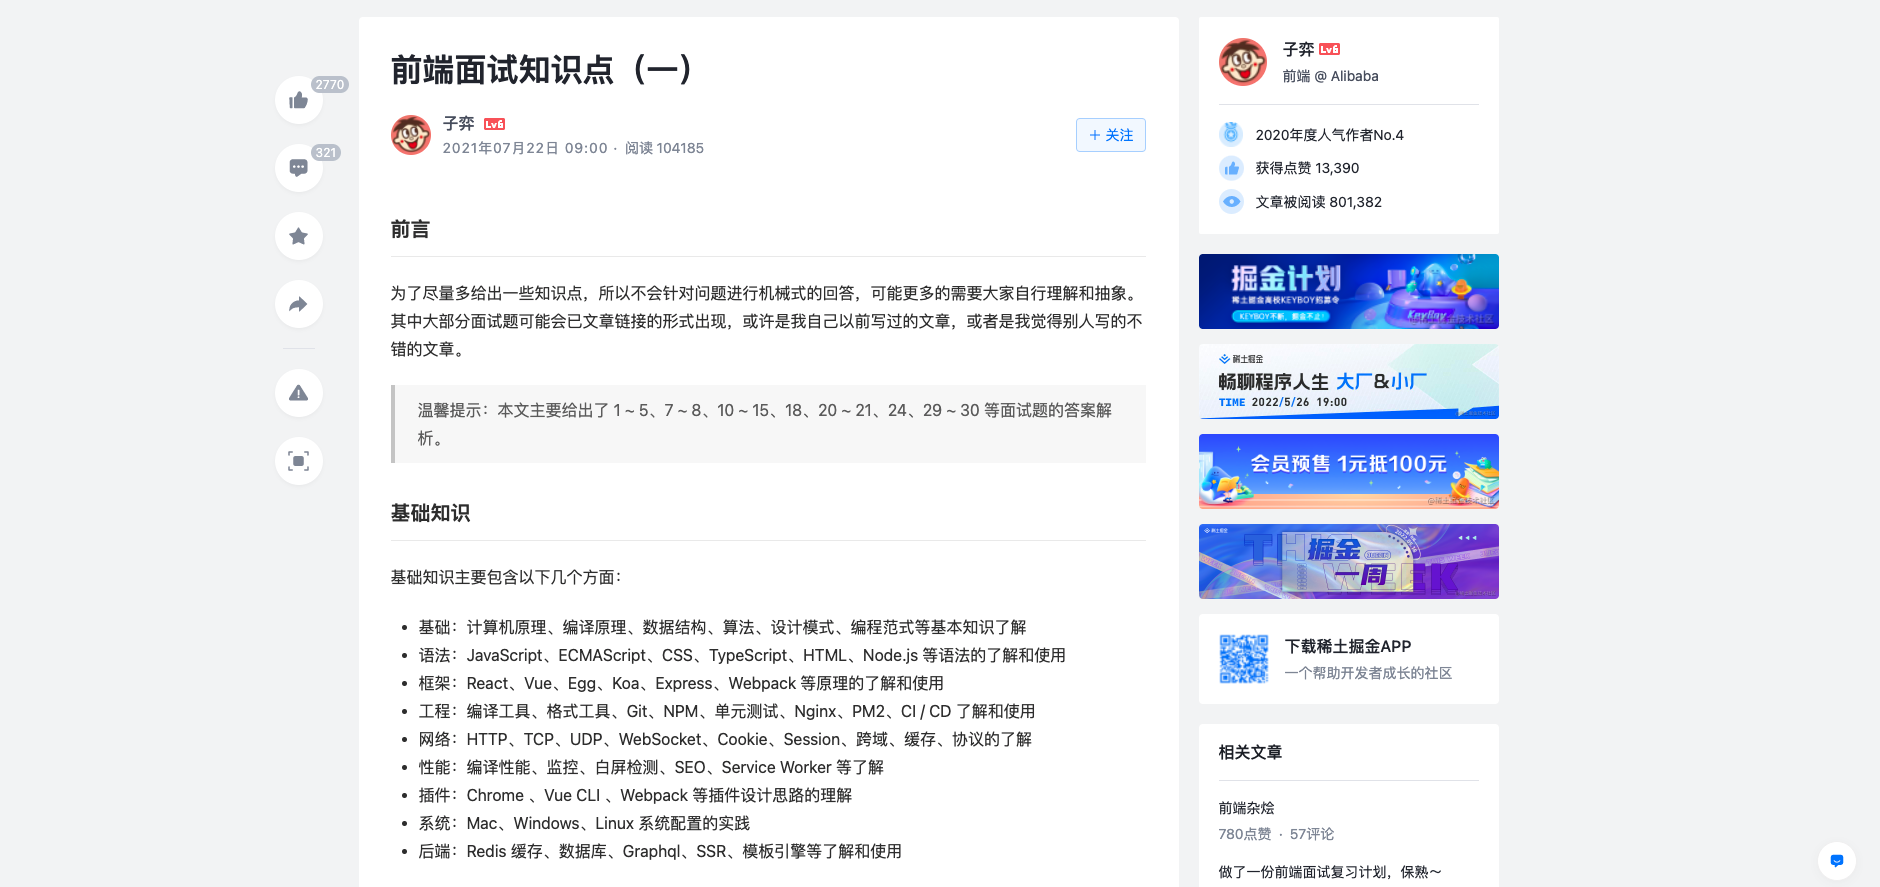 2770
321
前端面试知识点（一）
子弈 Lv6
2021年07月22日 09:00 · 阅读 104185
＋ 关注
前言
为了尽量多给出一些知识点，所以不会针对问题进行机械式的回答，可能更多的需要大家自行理解和抽象。
其中大部分面试题可能会已文章链接的形式出现，或许是我自己以前写过的文章，或者是我觉得别人写的不
错的文章。
温馨提示：本文主要给出了 1 ~ 5、7 ~ 8、10 ~ 15、18、20 ~ 21、24、29 ~ 30 等面试题的答案解
析。
基础知识
基础知识主要包含以下几个方面：
• 基础：计算机原理、编译原理、数据结构、算法、设计模式、编程范式等基本知识了解
• 语法：JavaScript、ECMAScript、CSS、TypeScript、HTML、Node.js 等语法的了解和使用
• 框架：React、Vue、Egg、Koa、Express、Webpack 等原理的了解和使用
• 工程：编译工具、格式工具、Git、NPM、单元测试、Nginx、PM2、CI / CD 了解和使用
• 网络：HTTP、TCP、UDP、WebSocket、Cookie、Session、跨域、缓存、协议的了解
• 性能：编译性能、监控、白屏检测、SEO、Service Worker 等了解
• 插件：Chrome 、Vue CLI 、Webpack 等插件设计思路的理解
• 系统：Mac、Windows、Linux 系统配置的实践
• 后端：Redis 缓存、数据库、Graphql、SSR、模板引擎等了解和使用
子弈 Lv6
前端 @ Alibaba
2020年度人气作者No.4
获得点赞 13,390
文章被阅读 801,382
掘金计划
稀土掘金高校KEYBOY招募令
KEYBOY不断，掘金不止！
KeyBoy
稀土掘金
畅聊程序人生 大厂&小厂
TIME 2022/5/26 19:00
会员预售 1元抵100元
稀土掘金
THE WEEK
掘金
一周
下载稀土掘金APP
一个帮助开发者成长的社区
相关文章
前端杂烩
780点赞 · 57评论
做了一份前端面试复习计划，保熟～